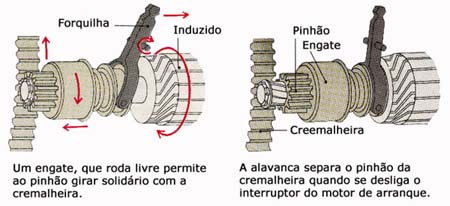 Forquilha
Induzido
Um engate, que roda livre permite
ao pinhão girar solidário com a
cremalheira.
Pinhão
Engate
Creemalheira
A alavanca separa o pinhão da
cremalheira quando se desliga o
interruptor do motor de arranque.